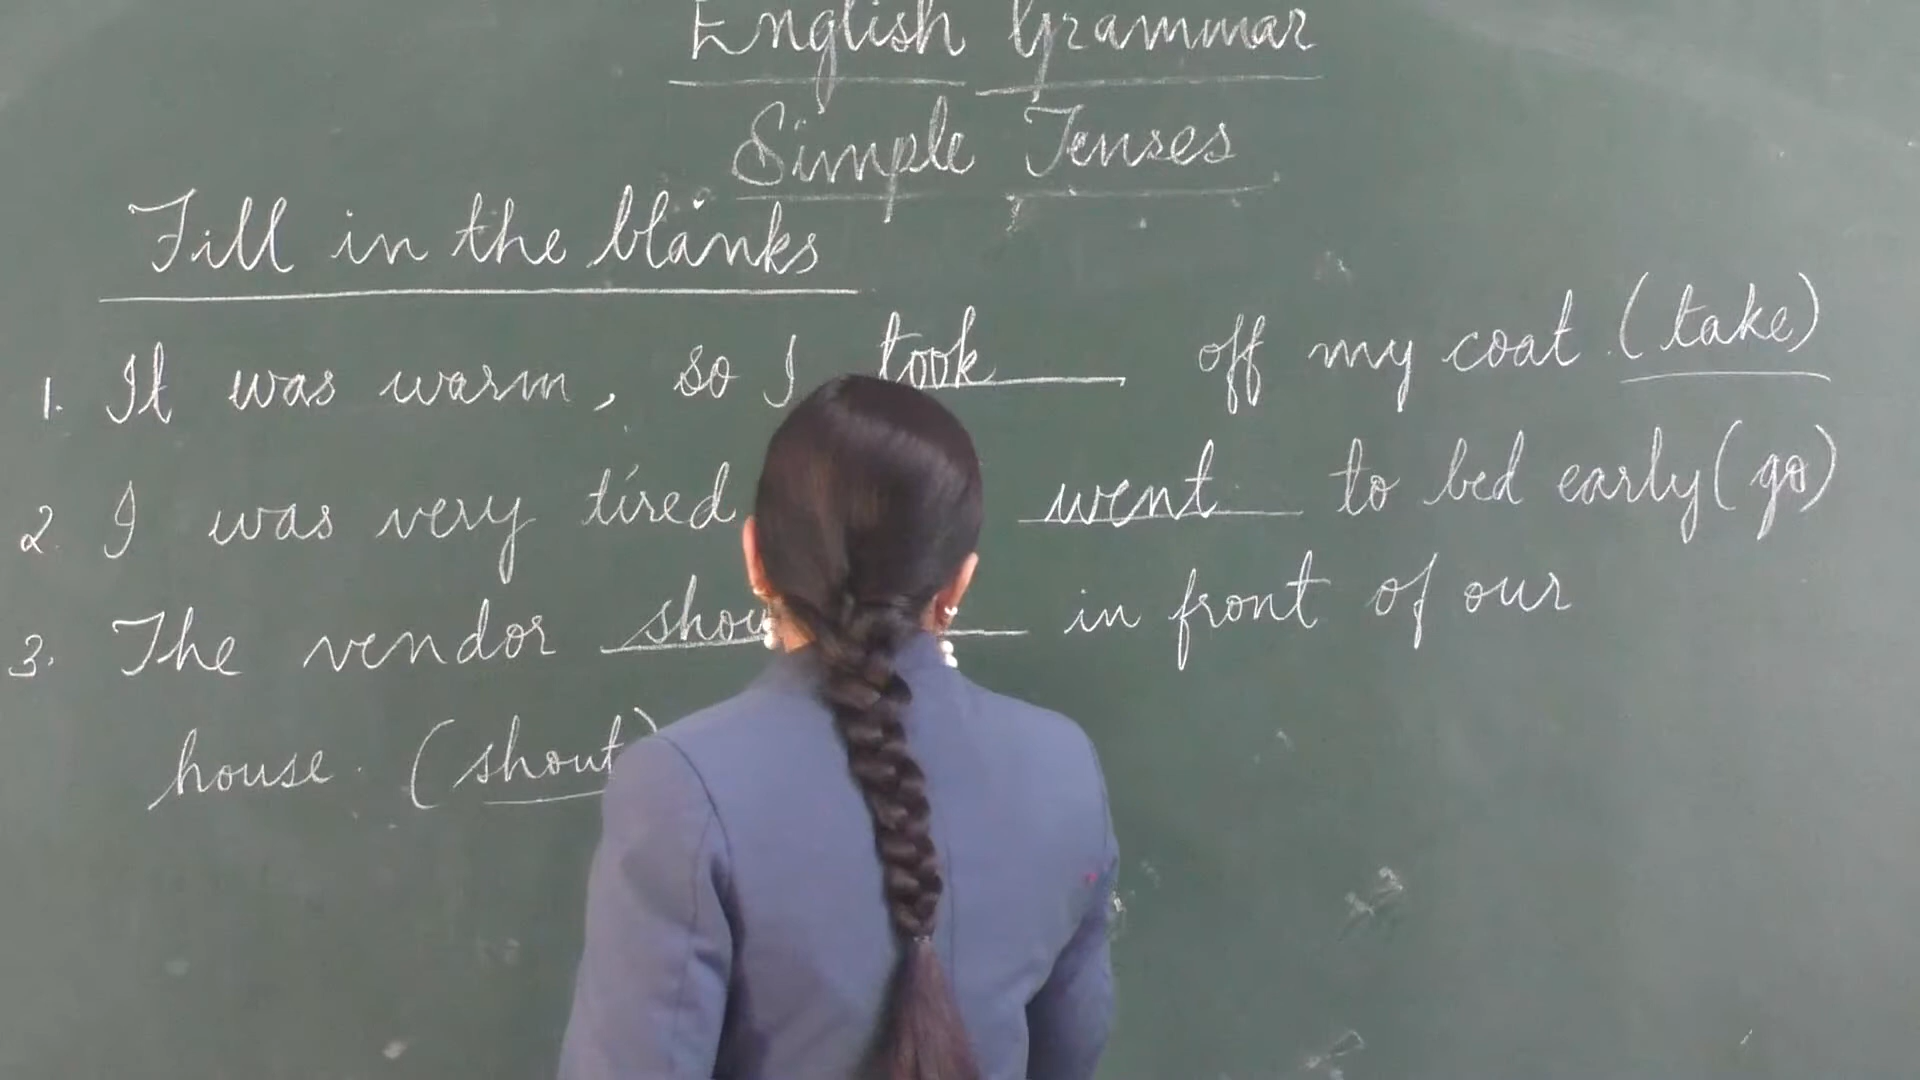 English Grammar
Simple Tenses
Fill in the blanks
1. It was warm, so I took off my coat (take)
2. I was very tired went to bed early (go)
3. The vendor in front of our
house. (shout)